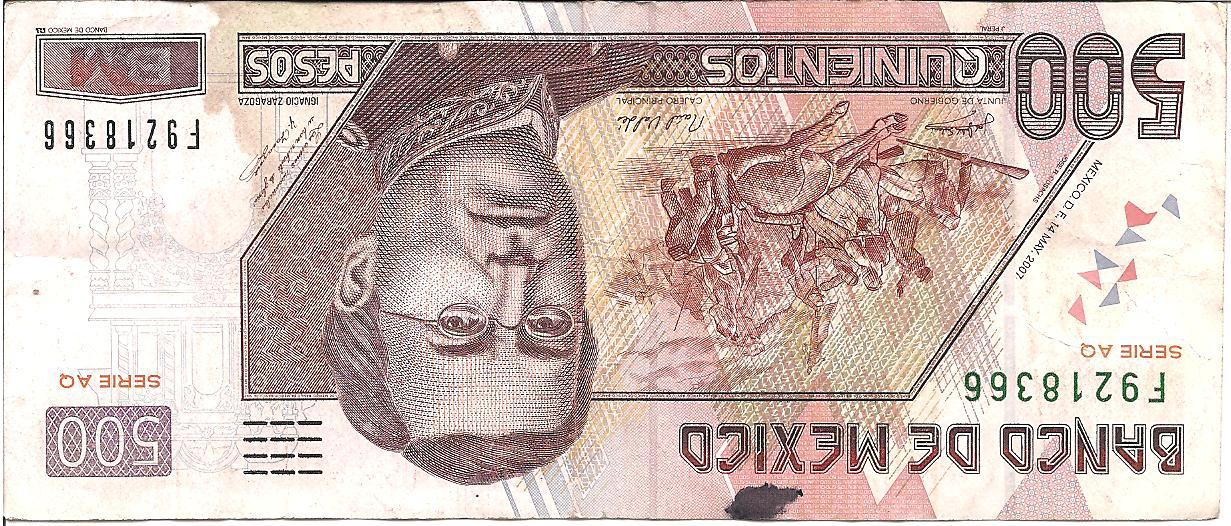 BANCO DE MEXICO
500
F9218366
SERIE AQ
SERIE AQ
MEXICO D.F. 14 MAY. 2007
JUNTA DE GOBIERNO
CAJERO PRINCIPAL
IGNACIO ZARAGOZA
F9218366
500
QUINIENTOS
PESOS
J PERAL
BANCO DE MEXICO